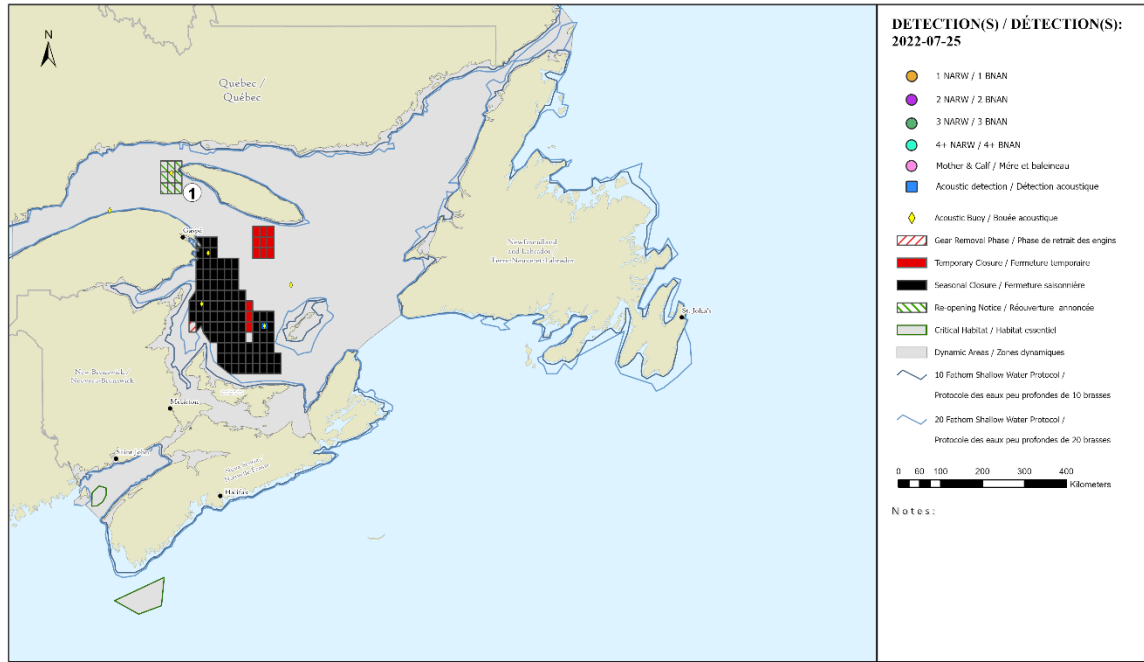 N
Quebec /
Québec
1
Gaspé
Newfoundland
and Labrador
Terre-Neuve-et-Labrador
St. John's
New Brunswick /
Nouveau-Brunswick
Moncton
Saint John
Nova Scotia /
Nouvelle-Écosse
Halifax
DETECTION(S) / DÉTECTION(S):
2022-07-25
1 NARW / 1 BNAN
2 NARW / 2 BNAN
3 NARW / 3 BNAN
4+ NARW / 4+ BNAN
Mother & Calf / Mére et baleineau
Acoustic detection / Détection acoustique
Acoustic Buoy / Bouée acoustique
Gear Removal Phase / Phase de retrait des engins
Temporary Closure / Fermeture temporaire
Seasonal Closure / Fermeture saisonnière
Re-opening Notice / Réouverture annoncée
Critical Habitat / Habitat essentiel
Dynamic Areas / Zones dynamiques
10 Fathom Shallow Water Protocol /
Protocole des eaux peu profondes de 10 brasses
20 Fathom Shallow Water Protocol /
Protocole des eaux peu profondes de 20 brasses
0 60 100 200 300 400
Kilometers
Notes: